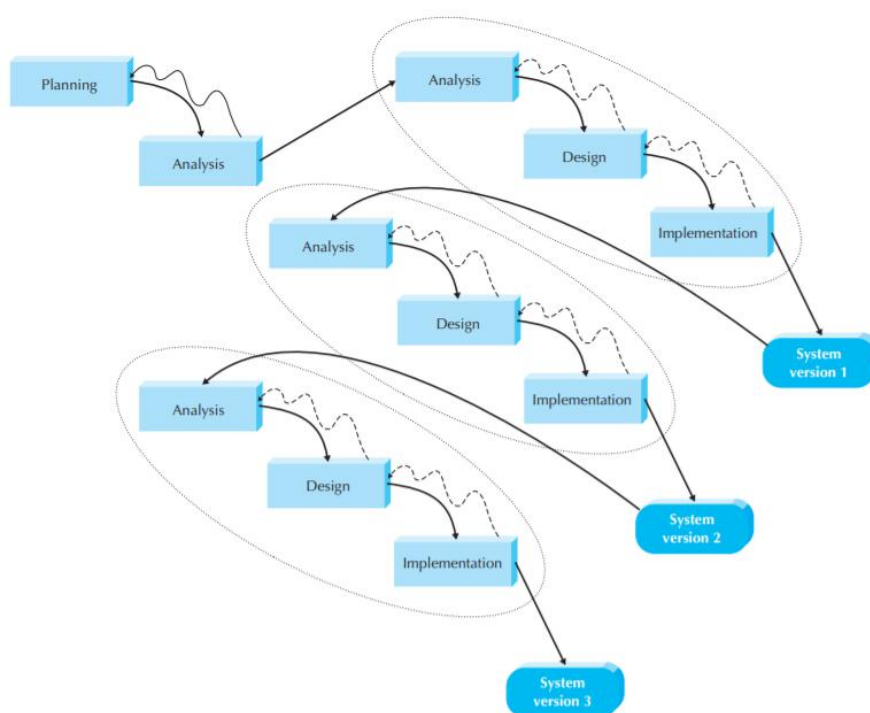 Planning
Analysis
Analysis
Design
Implementation
System
version 1
Analysis
Design
Implementation
System
version 2
Analysis
Design
Implementation
System
version 3